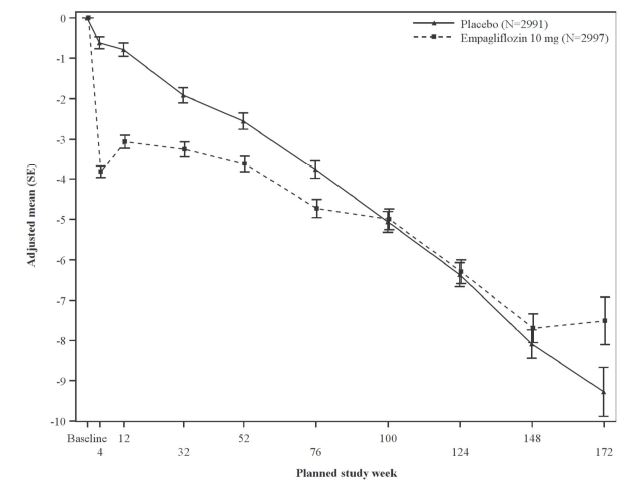 Placebo (N=2991)
Empagliflozin 10 mg (N=2997)
Adjusted mean (SE)
0
-1
-2
-3
-4
-5
-6
-7
-8
-9
-10
Baseline 12 52 100 148
4 32 76 124 172
Planned study week